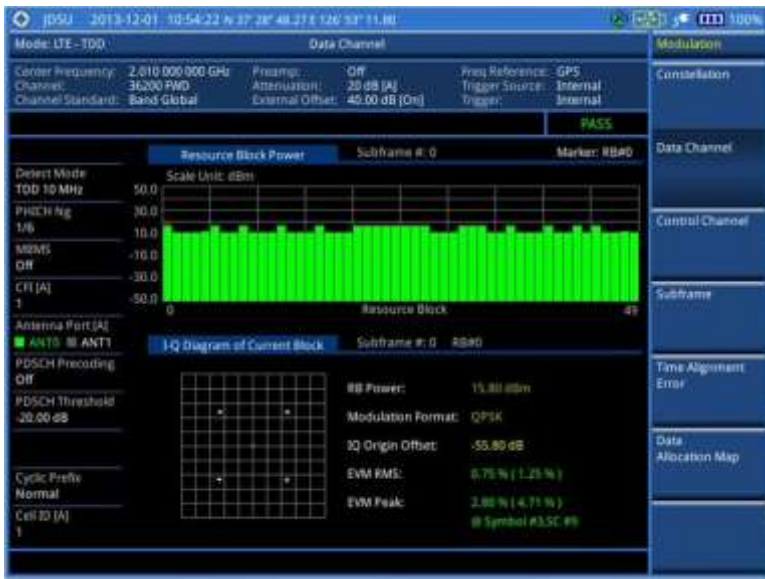 JDSU 2013-12-01 10:54:22 N 37° 28' 48.27 E 126° 53' 11.80 100%
Mode: LTE - TDD Data Channel Modulation
Center Frequency: 2.010 000 000 GHz Preamp: Off Freq Reference: GPS
Channel: 36200 FWD Attenuation: 20 dB [A] Trigger Source: Internal
Channel Standard: Band Global External Offset: 40.00 dB [On] Trigger: Internal
PASS
Constellation
Data Channel
Control Channel
Subframe
Time Alignment
Error
Data
Allocation Map
Detect Mode
TDD 10 MHz
PHICH Ng
1/6
MBMS
Off
CFI [A]
1
Antenna Port [A]
ANT0 ANT1
PDSCH Precoding
Off
PDSCH Threshold
-20.00 dB
Cyclic Prefix
Normal
Cell ID [A]
1
Resource Block Power Subframe #: 0 Marker: RB#0
Scale Unit: dBm
50.0
30.0
10.0
-10.0
-30.0
-50.0
0 Resource Block 49
I-Q Diagram of Current Block Subframe #: 0 RB#0
RB Power: 15.80 dBm
Modulation Format: QPSK
IQ Origin Offset: -55.80 dB
EVM RMS: 0.75 % ( 1.25 % )
EVM Peak: 2.80 % ( 4.71 % )
@ Symbol #3,SC #9